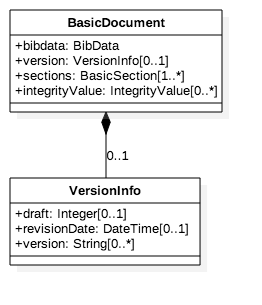 BasicDocument
+bibdata: BibData
+version: VersionInfo[0..1]
+sections: BasicSection[1..*]
+integrityValue: IntegrityValue[0..*]
0..1
VersionInfo
+draft: Integer[0..1]
+revisionDate: DateTime[0..1]
+version: String[0..*]